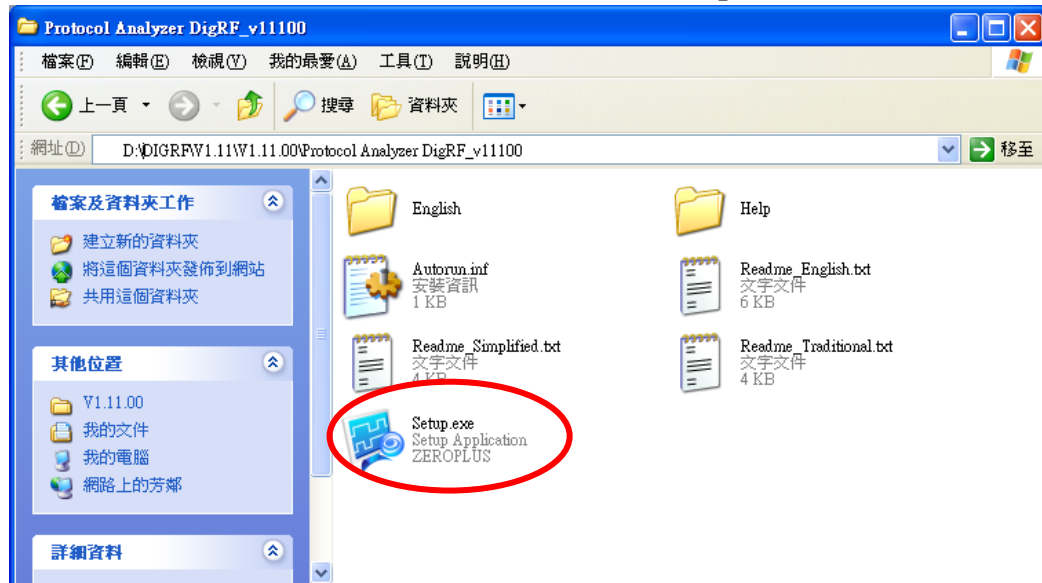 Protocol Analyzer DigRF_v11100
檔案(F) 編輯(E) 檢視(V) 我的最愛(A) 工具(T) 說明(H)
上一頁 搜尋 資料夾
網址(D) D:\DIGRF\V1.11\V1.11.00\Protocol Analyzer DigRF_v11100 移至
檔案及資料夾工作
建立新的資料夾
將這個資料夾發佈到網站
共用這個資料夾
其他位置
V1.11.00
我的文件
我的電腦
網路上的芳鄰
詳細資料
English
Help
Autorun.inf
安裝資訊
1 KB
Readme_English.txt
文字文件
6 KB
Readme_Simplified.txt
文字文件
4 KB
Readme_Traditional.txt
文字文件
4 KB
Setup.exe
Setup Application
ZEROPLUS